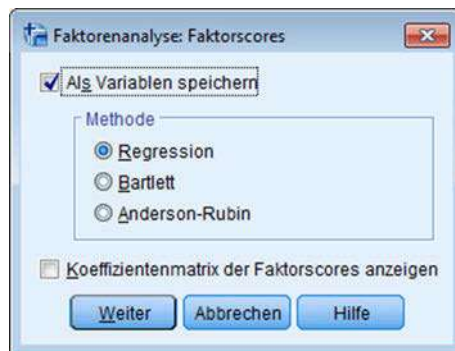 Faktorenanalyse: Faktorscores
Als Variablen speichern
Methode
Regression
Bartlett
Anderson-Rubin
Koeffizientenmatrix der Faktorscores anzeigen
Weiter Abbrechen Hilfe